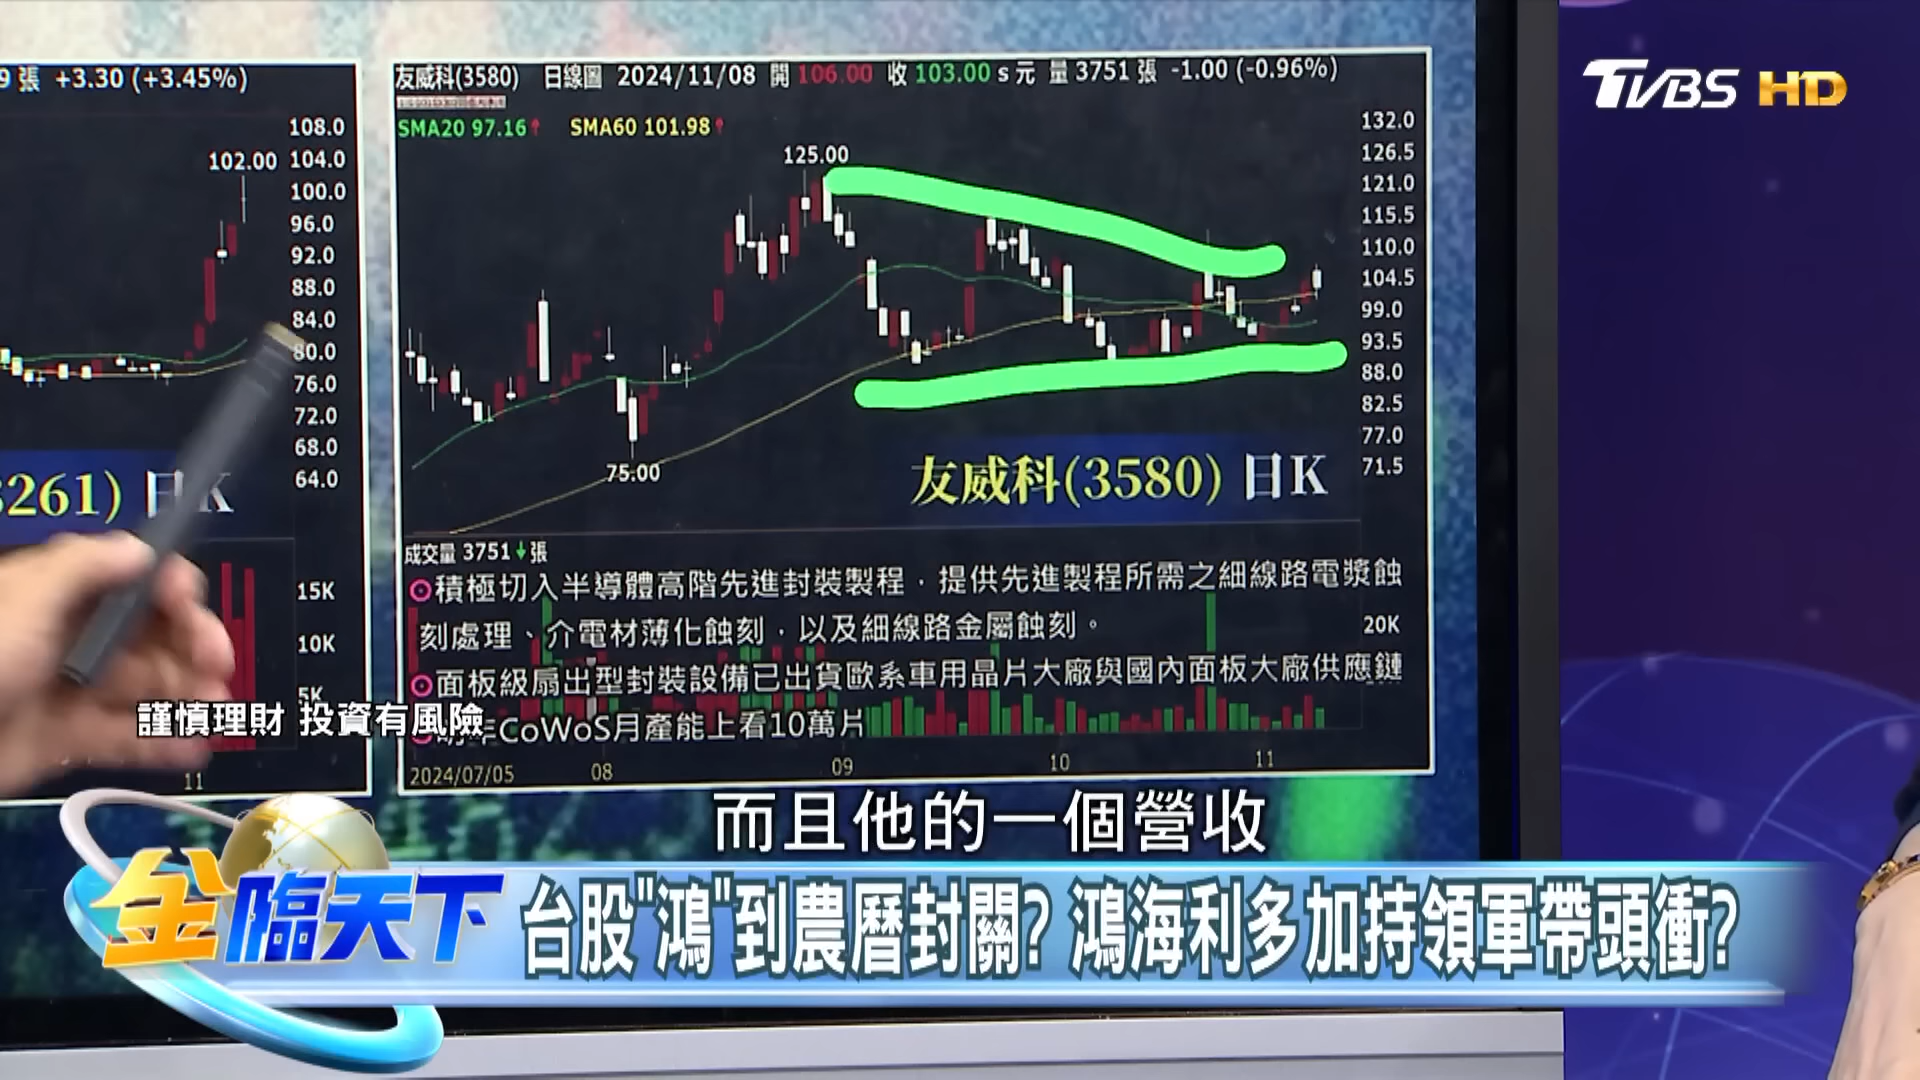 TVBS HD
9 張 +3.30 (+3.45%)
108.0
102.00
104.0
100.0
96.0
92.0
88.0
84.0
80.0
76.0
72.0
68.0
64.0
3261) 日K
15K
10K
5K
11
友威科(3580) 日線圖 2024/11/08 開 106.00 收 103.00 s元 量 3751 張 -1.00 (-0.96%)
SMA20 97.16↑ SMA60 101.98↑
125.00
75.00
132.0
126.5
121.0
115.5
110.0
104.5
99.0
93.5
88.0
82.5
77.0
71.5
友威科(3580) 日K
成交量 3751↓張
積極切入半導體高階先進封裝製程，提供先進製程所需之細線路電漿蝕
刻處理、介電材薄化蝕刻，以及細線路金屬蝕刻。
面板級扇出型封裝設備已出貨歐系車用晶片大廠與國內面板大廠供應鏈
CoWoS月產能上看10萬片
20K
2024/07/05 08 09 10 11
謹慎理財 投資有風險
而且他的一個營收
金臨天下
台股"鴻"到農曆封關? 鴻海利多加持領軍帶頭衝?